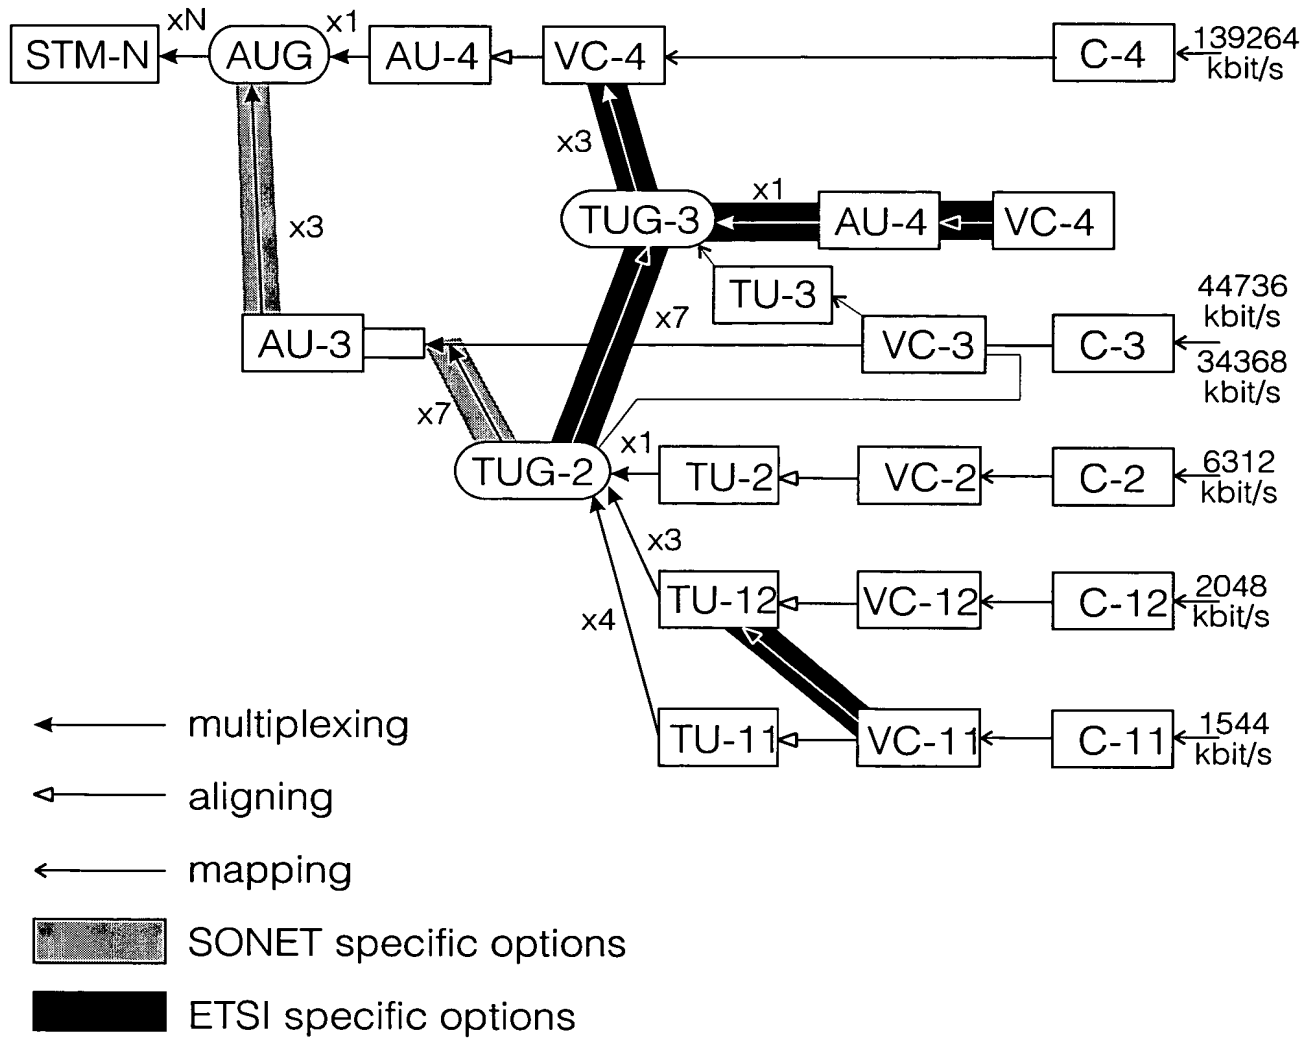 xN
x1
STM-N
AUG
AU-4
VC-4
C-4
139264
kbit/s
x3
x1
TUG-3
AU-4
VC-4
x3
TU-3
44736
kbit/s
x7
AU-3
VC-3
C-3
34368
kbit/s
x7
x1
TUG-2
TU-2
VC-2
C-2
6312
kbit/s
x3
TU-12
VC-12
C-12
2048
kbit/s
x4
TU-11
VC-11
C-11
1544
kbit/s
multiplexing
aligning
mapping
SONET specific options
ETSI specific options